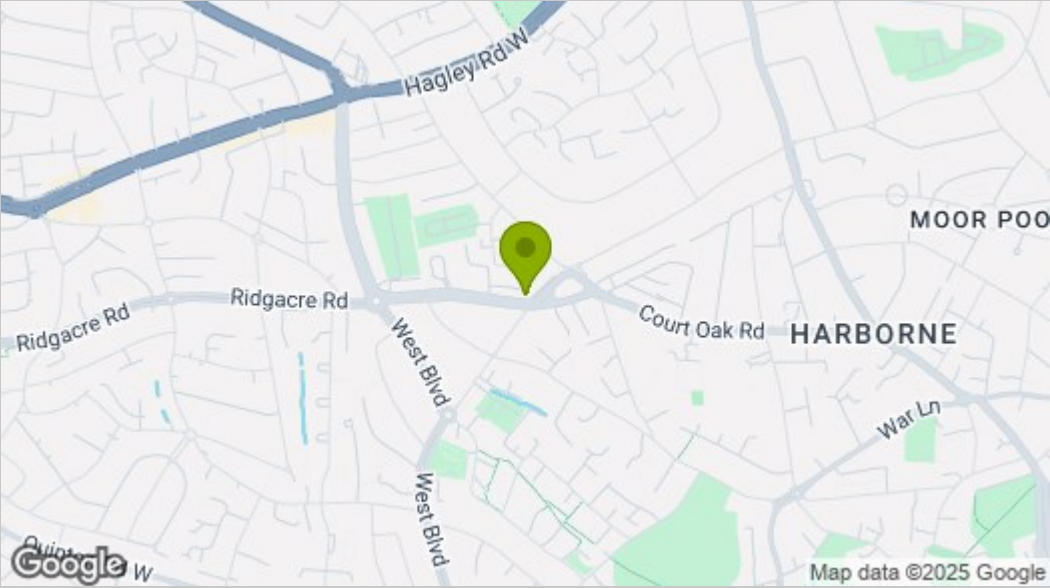 Hagley Rd W
MOOR POO
Ridgacre Rd
Ridgacre Rd
Court Oak Rd
HARBORNE
West Blvd
War Ln
West Blvd
W
Google
Map data ©2025 Google